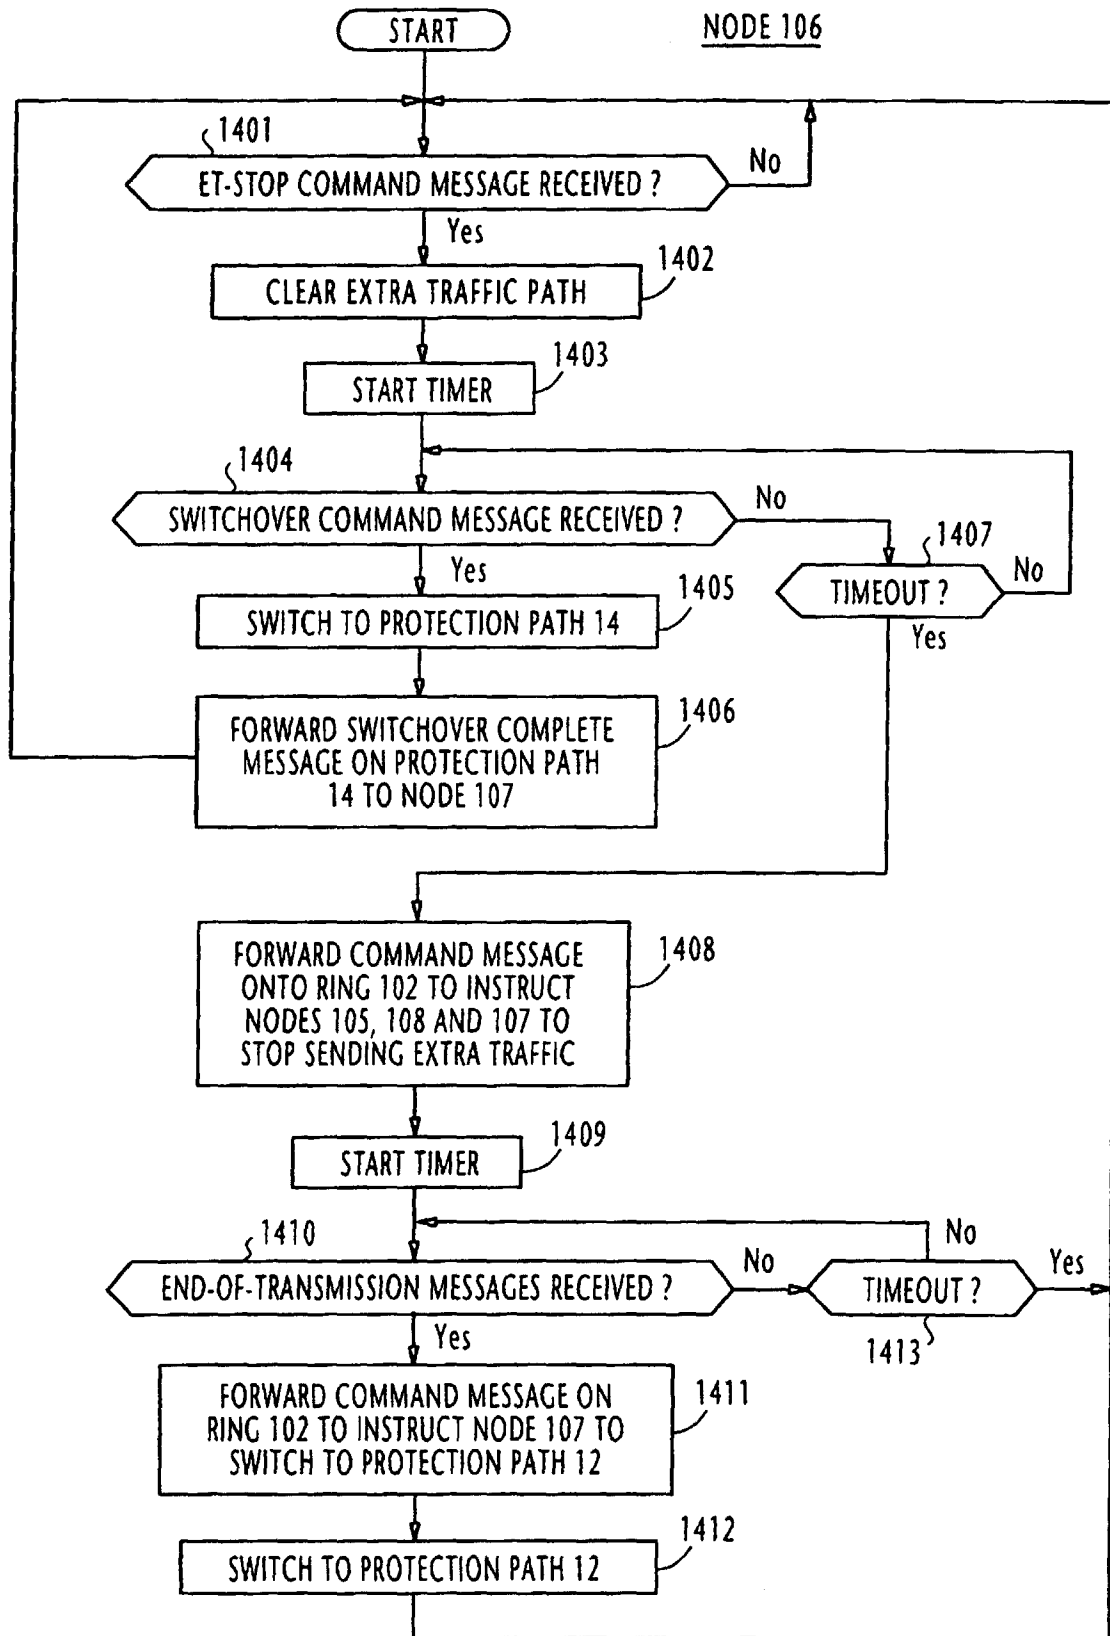 START
NODE 106
1401
ET-STOP COMMAND MESSAGE RECEIVED ?
No
Yes
1402
CLEAR EXTRA TRAFFIC PATH
1403
START TIMER
1404
SWITCHOVER COMMAND MESSAGE RECEIVED ?
No
Yes
1407
TIMEOUT ?
No
Yes
1405
SWITCH TO PROTECTION PATH 14
1406
FORWARD SWITCHOVER COMPLETE
MESSAGE ON PROTECTION PATH
14 TO NODE 107
1408
FORWARD COMMAND MESSAGE
ONTO RING 102 TO INSTRUCT
NODES 105, 108 AND 107 TO
STOP SENDING EXTRA TRAFFIC
1409
START TIMER
1410
END-OF-TRANSMISSION MESSAGES RECEIVED ?
No
Yes
No
TIMEOUT ?
Yes
1413
1411
FORWARD COMMAND MESSAGE ON
RING 102 TO INSTRUCT NODE 107 TO
SWITCH TO PROTECTION PATH 12
1412
SWITCH TO PROTECTION PATH 12